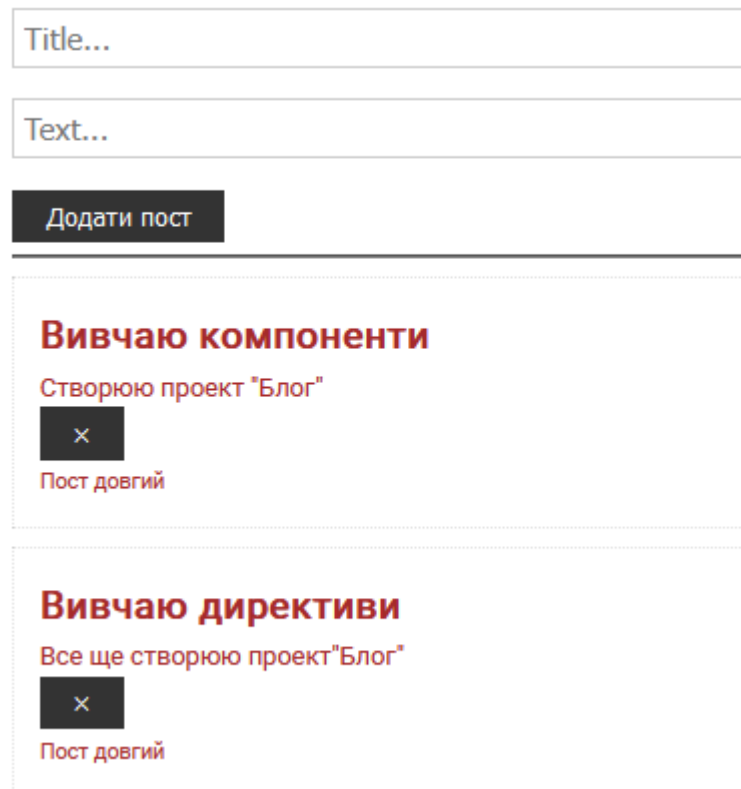 Title...
Text...
Додати пост
Вивчаю компоненти
Створюю проект "Блог"
×
Пост довгий
Вивчаю директиви
Все ще створюю проект"Блог"
×
Пост довгий